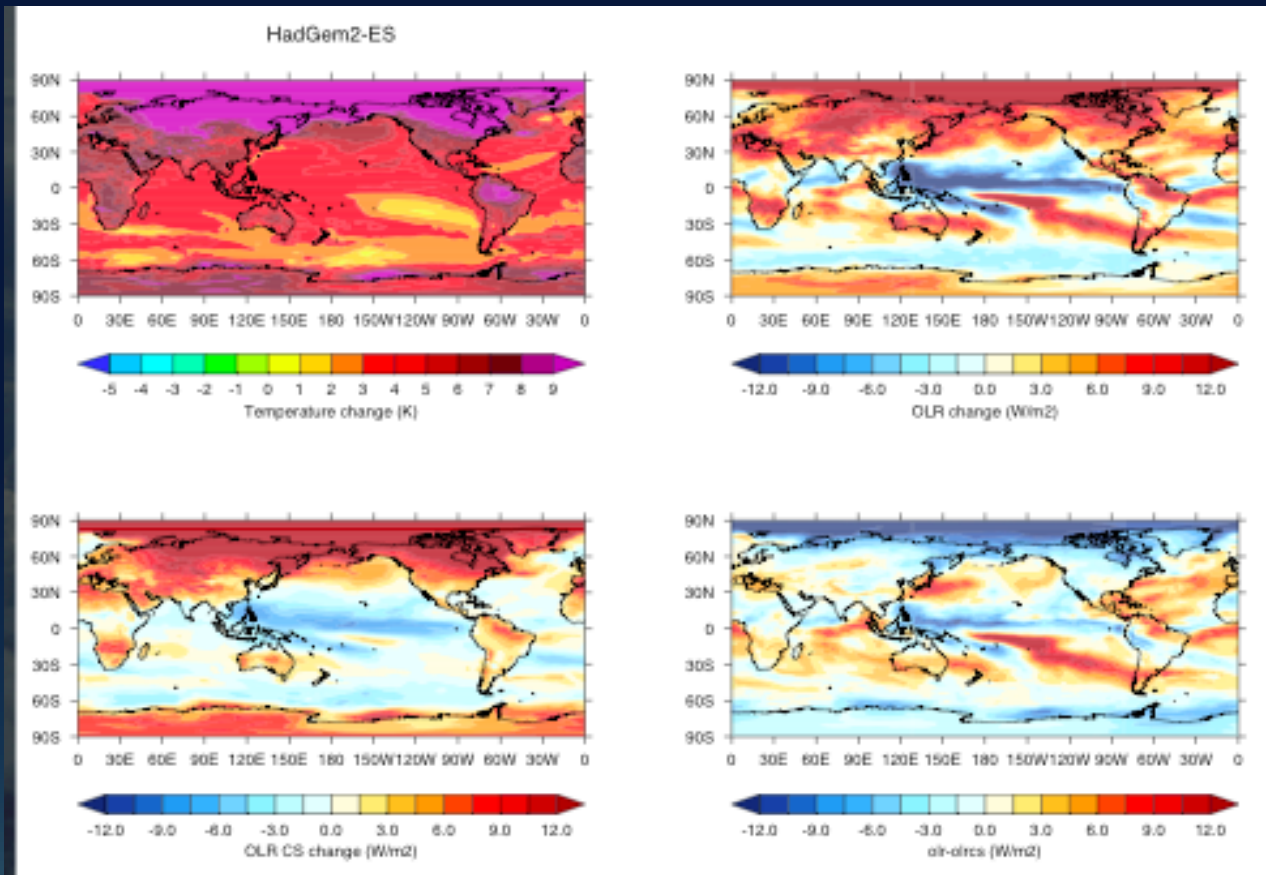 HadGem2-ES
90N
60N
30N
0
30S
60S
90S
0 30E 60E 90E 120E 150E 180 150W 120W 90W 60W 30W 0
-5 -4 -3 -2 -1 0 1 2 3 4 5 6 7 8 9
Temperature change (K)
90N
60N
30N
0
30S
60S
90S
0 30E 60E 90E 120E 150E 180 150W 120W 90W 60W 30W 0
-12.0 -9.0 -6.0 -3.0 0.0 3.0 6.0 9.0 12.0
OLR change (W/m2)
90N
60N
30N
0
30S
60S
90S
0 30E 60E 90E 120E 150E 180 150W 120W 90W 60W 30W 0
-12.0 -9.0 -6.0 -3.0 0.0 3.0 6.0 9.0 12.0
OLR CS change (W/m2)
90N
60N
30N
0
30S
60S
90S
0 30E 60E 90E 120E 150E 180 150W 120W 90W 60W 30W 0
-12.0 -9.0 -6.0 -3.0 0.0 3.0 6.0 9.0 12.0
olr-olrcs (W/m2)